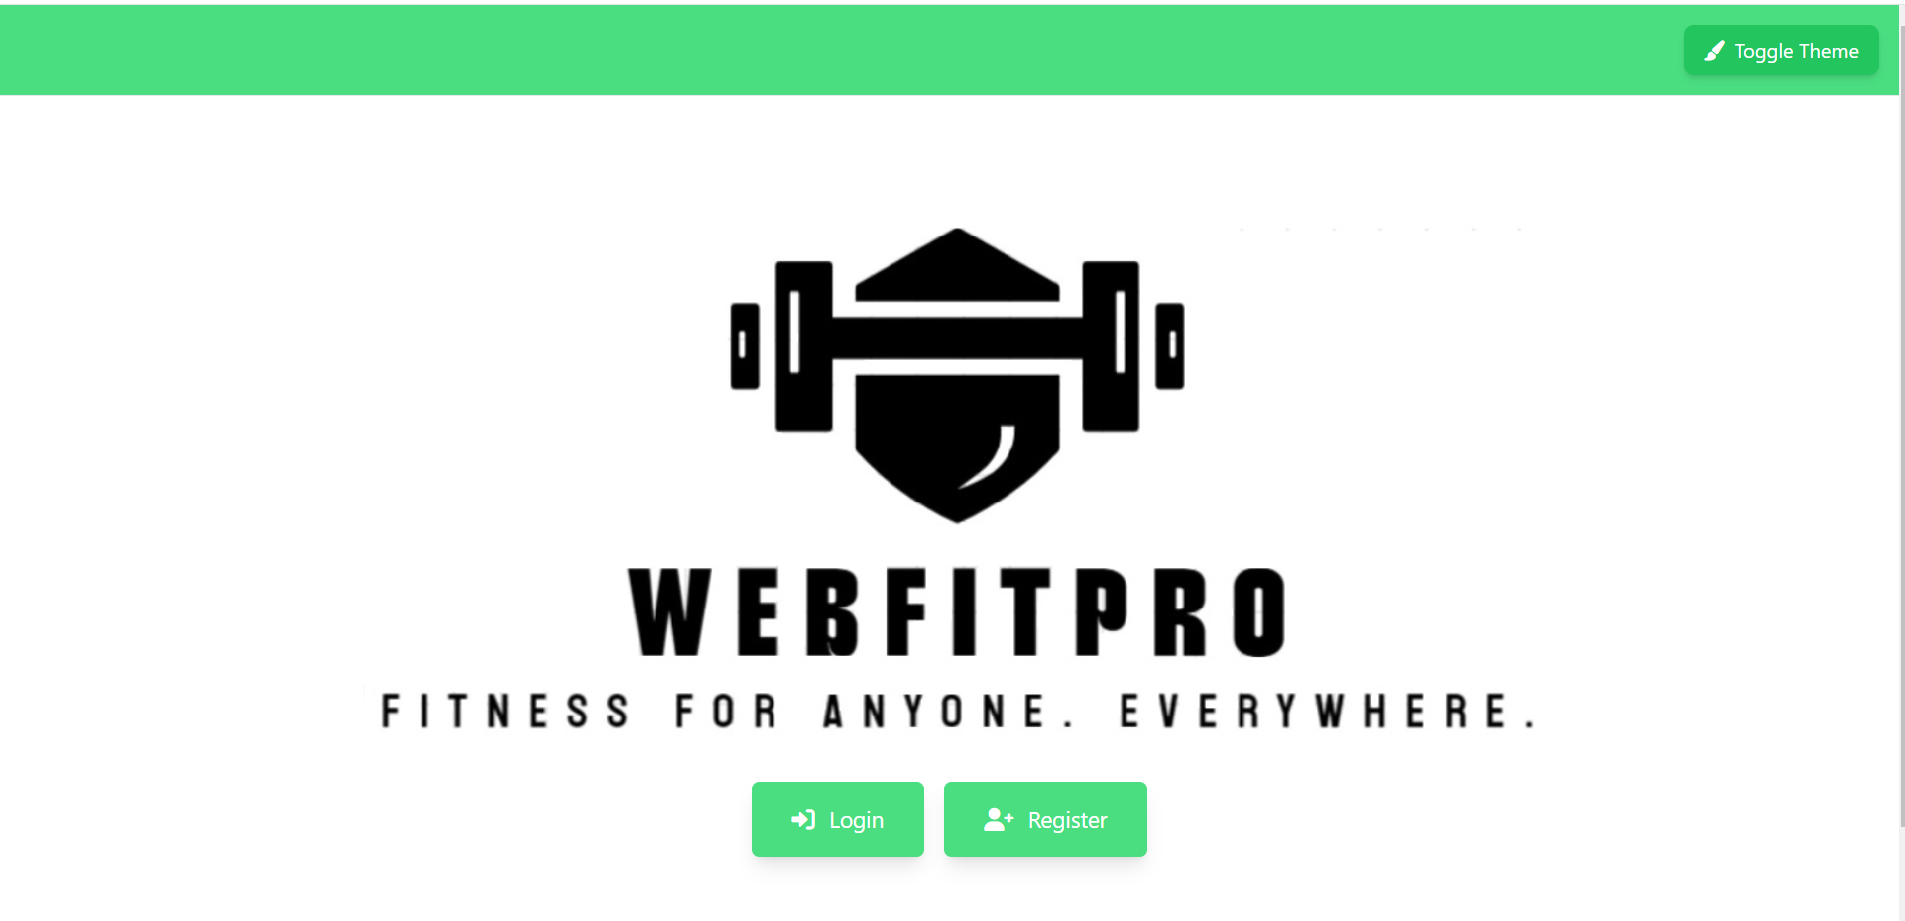 Toggle Theme
WEBFITPRO
FITNESS FOR ANYONE. EVERYWHERE.
Login
Register